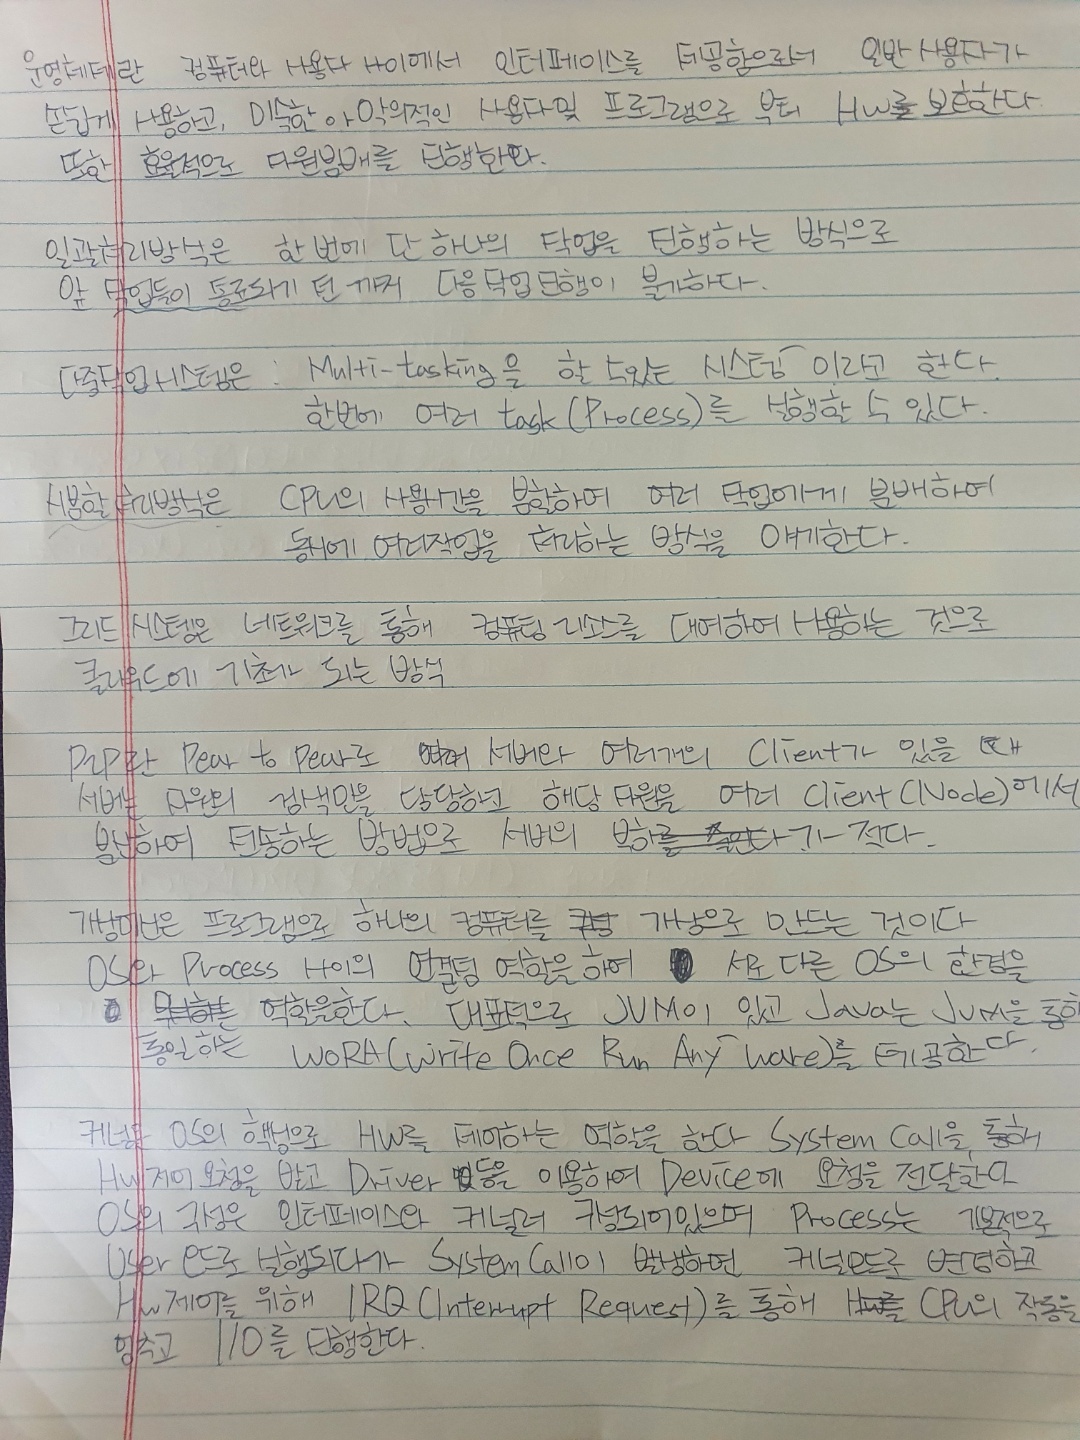 운영체제란 컴퓨터와 사용자 사이에서 인터페이스를 제공함으로서 일반 사용자가
손쉽게 사용하고, 미숙한 or 악의적인 사용자 및 프로그램으로 부터 HW를 보호한다.
또한 효율적으로 자원분배를 진행한다.
일괄처리방식은 한번에 단 하나의 작업을 진행하는 방식으로
앞 작업들이 종료되기 전까지 다음작업 진행이 불가하다.
다중작업시스템은 : Multi-tasking을 할 수있는 시스템 이라고 한다.
한번에 여러 task(Process)를 실행할 수 있다.
시분할처리방식은 CPU의 사용시간을 분할하여 여러 작업에게 분배하여
동시에 여러작업을 처리하는 방식을 얘기한다.
그리드 시스템은 네트워크를 통해 컴퓨팅 리소스를 대여하여 사용하는 것으로
클라우드에 기초가 되는 방식
P2P란 Pear to Pear로 서버와 여러개의 Client가 있을 때
서버는 자원의 검색만을 담당하고 해당 자원을 여러 Client(Node)에서
분산하여 전송하는 방법으로 서버의 부하가 적다.
가상머신은 프로그램으로 하나의 컴퓨터를 가상으로 만드는 것이다
OS와 Process 사이의 연결점 역할을 하여 서로 다른 OS의 환경을
통일하는 역할을한다. 대표적으로 JVM이 있고 Java는 JVM을 통해
WORA(Write Once Run Any ware)를 제공한다.
커널은 OS의 핵심으로 HW를 제어하는 역할을 한다 System Call을 통해
HW제어 요청을 받고 Driver 등을 이용하여 Device에 요청을 전달한다
OS의 구성은 인터페이스와 커널러 구성되어있으며 Process는 기본적으로
User 모드로 실행되다가 System Call이 발생하면 커널모드로 변경하고
HW제어를 위해 IRQ(Interrupt Request)를 통해 CPU의 작동을
멈추고 I/O를 진행한다.